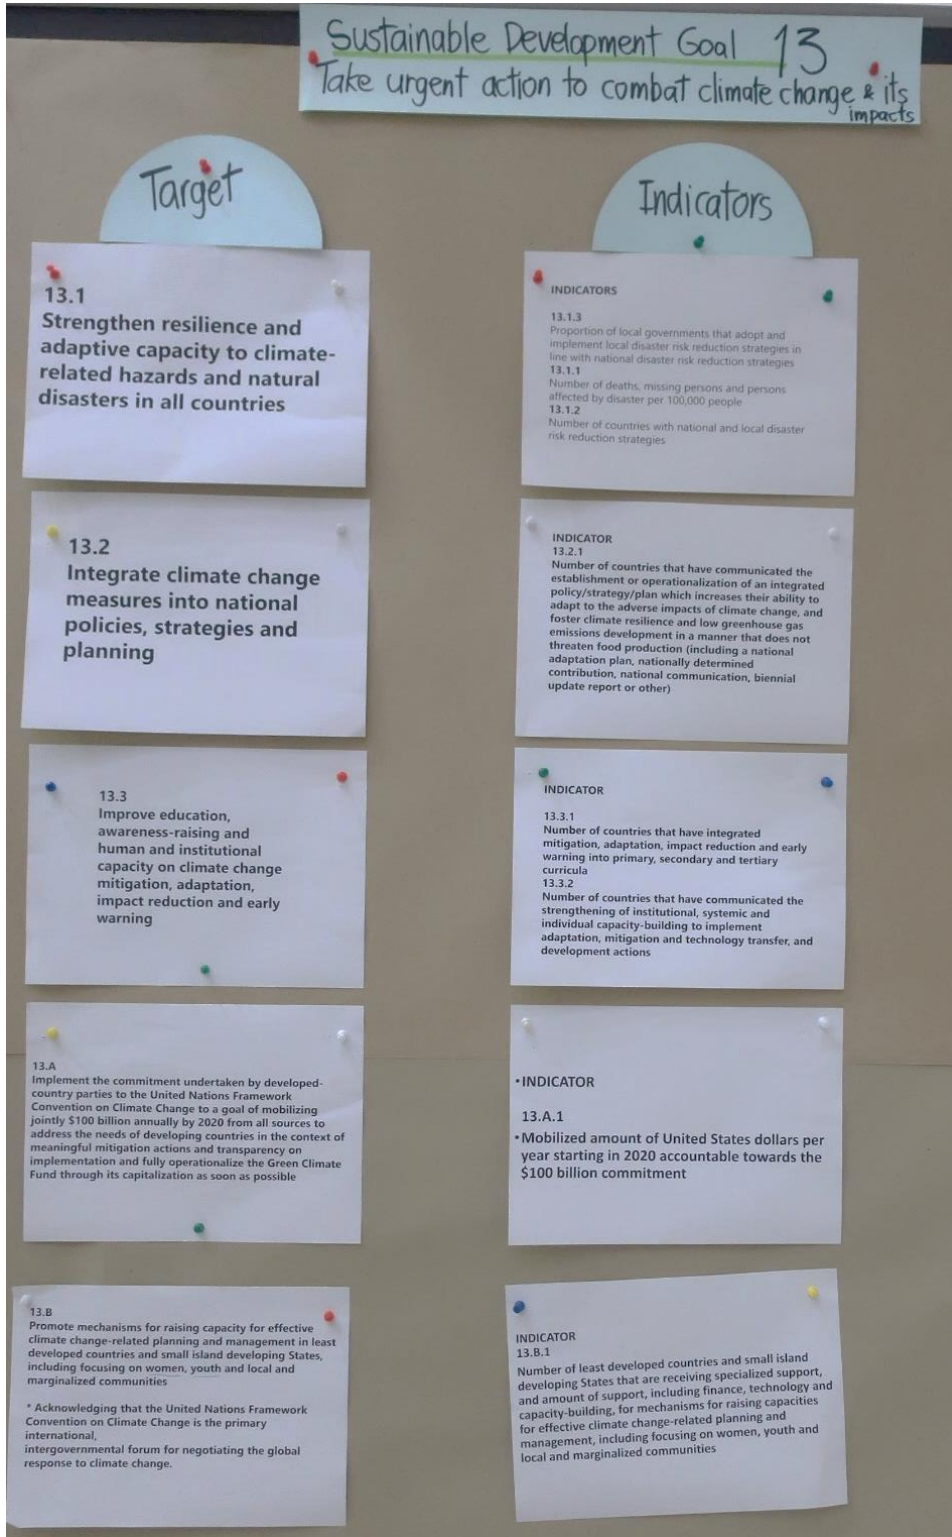 Sustainable Development Goal 13
Take urgent action to combat climate change & its
impacts
Target
Indicators
13.1
Strengthen resilience and
adaptive capacity to climate-
related hazards and natural
disasters in all countries
INDICATORS
13.1.3
Proportion of local governments that adopt and
implement local disaster risk reduction strategies in
line with national disaster risk reduction strategies
13.1.1
Number of deaths, missing persons and persons
affected by disaster per 100,000 people
13.1.2
Number of countries with national and local disaster
risk reduction strategies
13.2
Integrate climate change
measures into national
policies, strategies and
planning
INDICATOR
13.2.1
Number of countries that have communicated the
establishment or operationalization of an integrated
policy/strategy/plan which increases their ability to
adapt to the adverse impacts of climate change, and
foster climate resilience and low greenhouse gas
emissions development in a manner that does not
threaten food production (including a national
adaptation plan, nationally determined
contribution, national communication, biennial
update report or other)
13.3
Improve education,
awareness-raising and
human and institutional
capacity on climate change
mitigation, adaptation,
impact reduction and early
warning
INDICATOR
13.3.1
Number of countries that have integrated
mitigation, adaptation, impact reduction and early
warning into primary, secondary and tertiary
curricula
13.3.2
Number of countries that have communicated the
strengthening of institutional, systemic and
individual capacity-building to implement
adaptation, mitigation and technology transfer, and
development actions
13.A
Implement the commitment undertaken by developed-
country parties to the United Nations Framework
Convention on Climate Change to a goal of mobilizing
jointly $100 billion annually by 2020 from all sources to
address the needs of developing countries in the context of
meaningful mitigation actions and transparency on
implementation and fully operationalize the Green Climate
Fund through its capitalization as soon as possible
•INDICATOR
13.A.1
•Mobilized amount of United States dollars per
year starting in 2020 accountable towards the
$100 billion commitment
13.B
Promote mechanisms for raising capacity for effective
climate change-related planning and management in least
developed countries and small island developing States,
including focusing on women, youth and local and
marginalized communities
* Acknowledging that the United Nations Framework
Convention on Climate Change is the primary
international,
intergovernmental forum for negotiating the global
response to climate change.
INDICATOR
13.B.1
Number of least developed countries and small island
developing States that are receiving specialized support,
and amount of support, including finance, technology and
capacity-building, for mechanisms for raising capacities
for effective climate change-related planning and
management, including focusing on women, youth and
local and marginalized communities